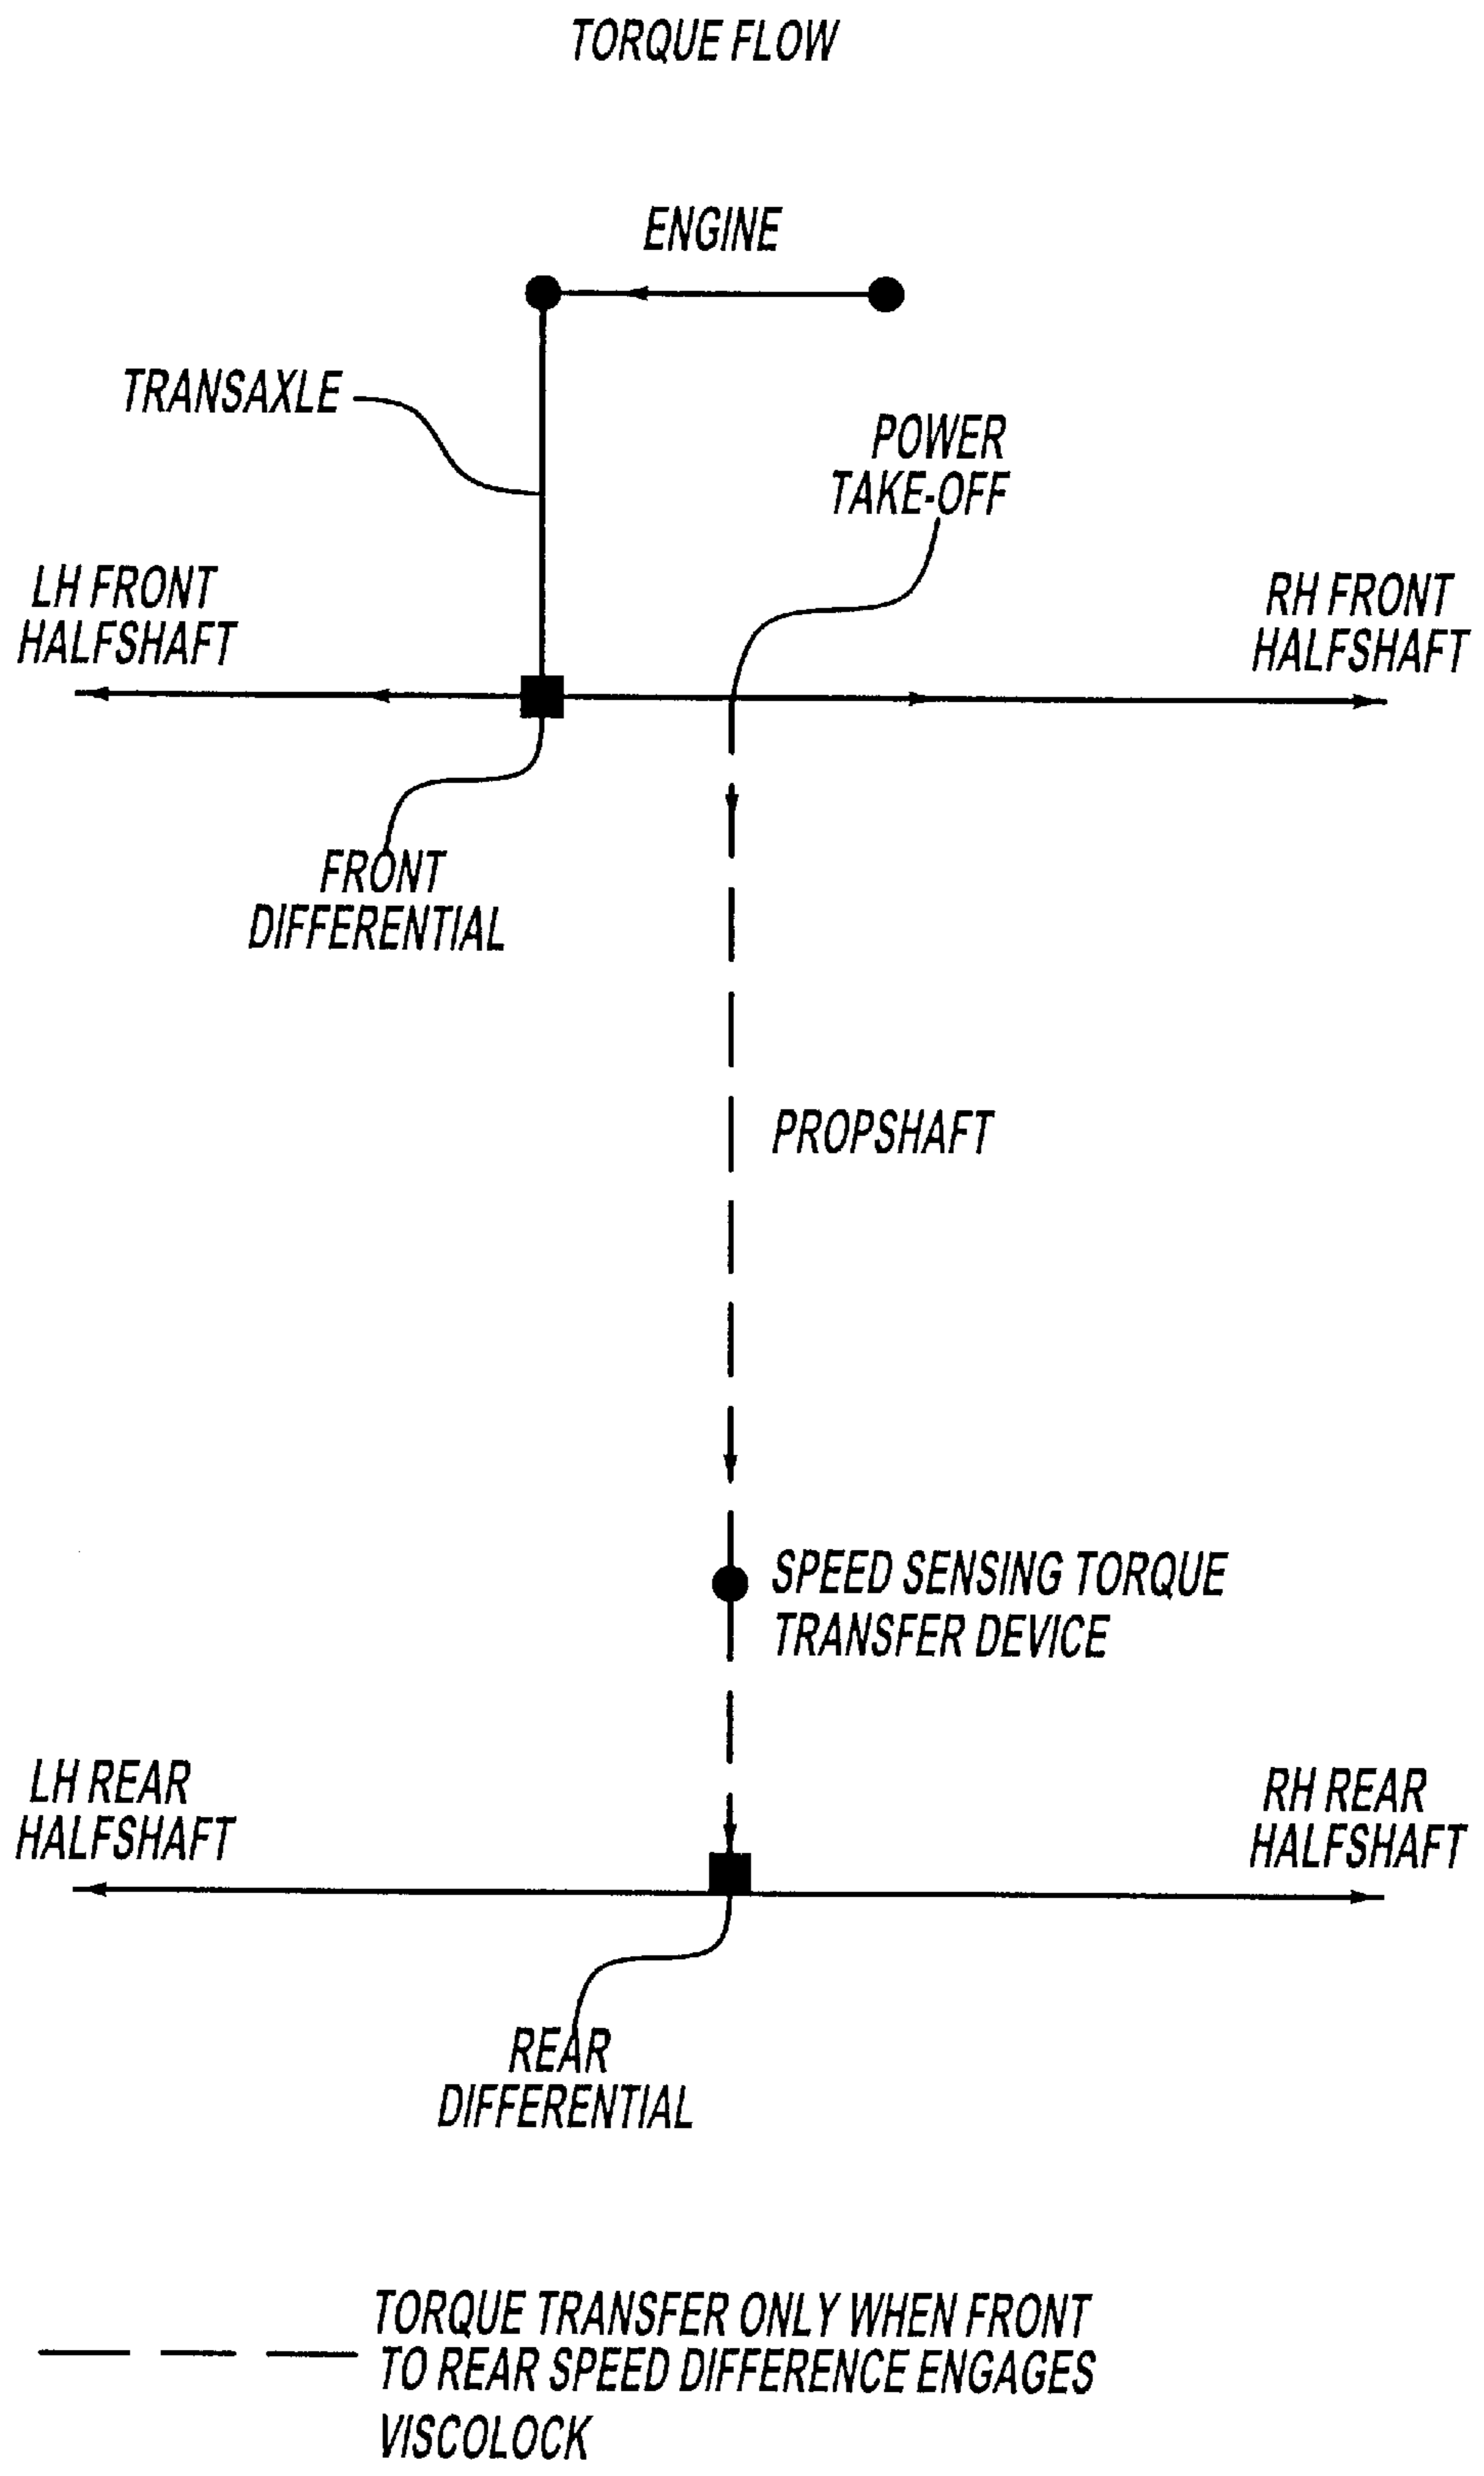 TORQUE FLOW
ENGINE
TRANSAXLE
POWER
TAKE-OFF
LH FRONT
HALFSHAFT
RH FRONT
HALFSHAFT
FRONT
DIFFERENTIAL
PROPSHAFT
SPEED SENSING TORQUE
TRANSFER DEVICE
LH REAR
HALFSHAFT
RH REAR
HALFSHAFT
REAR
DIFFERENTIAL
TORQUE TRANSFER ONLY WHEN FRONT
TO REAR SPEED DIFFERENCE ENGAGES
VISCOLOCK